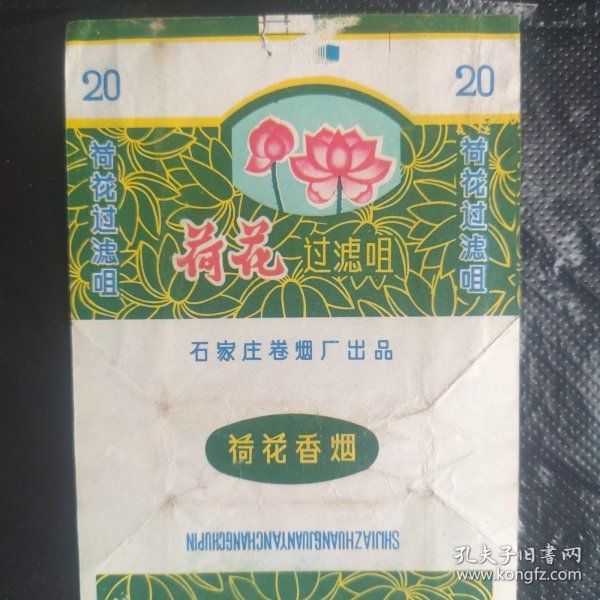 20
20
荷花过滤咀
荷花过滤咀
荷花 过滤咀
石家庄卷烟厂出品
荷花香烟
SHIJIAZHUANGJUANYANCHANGCHUPIN
孔夫子旧书网
www.kongfz.com